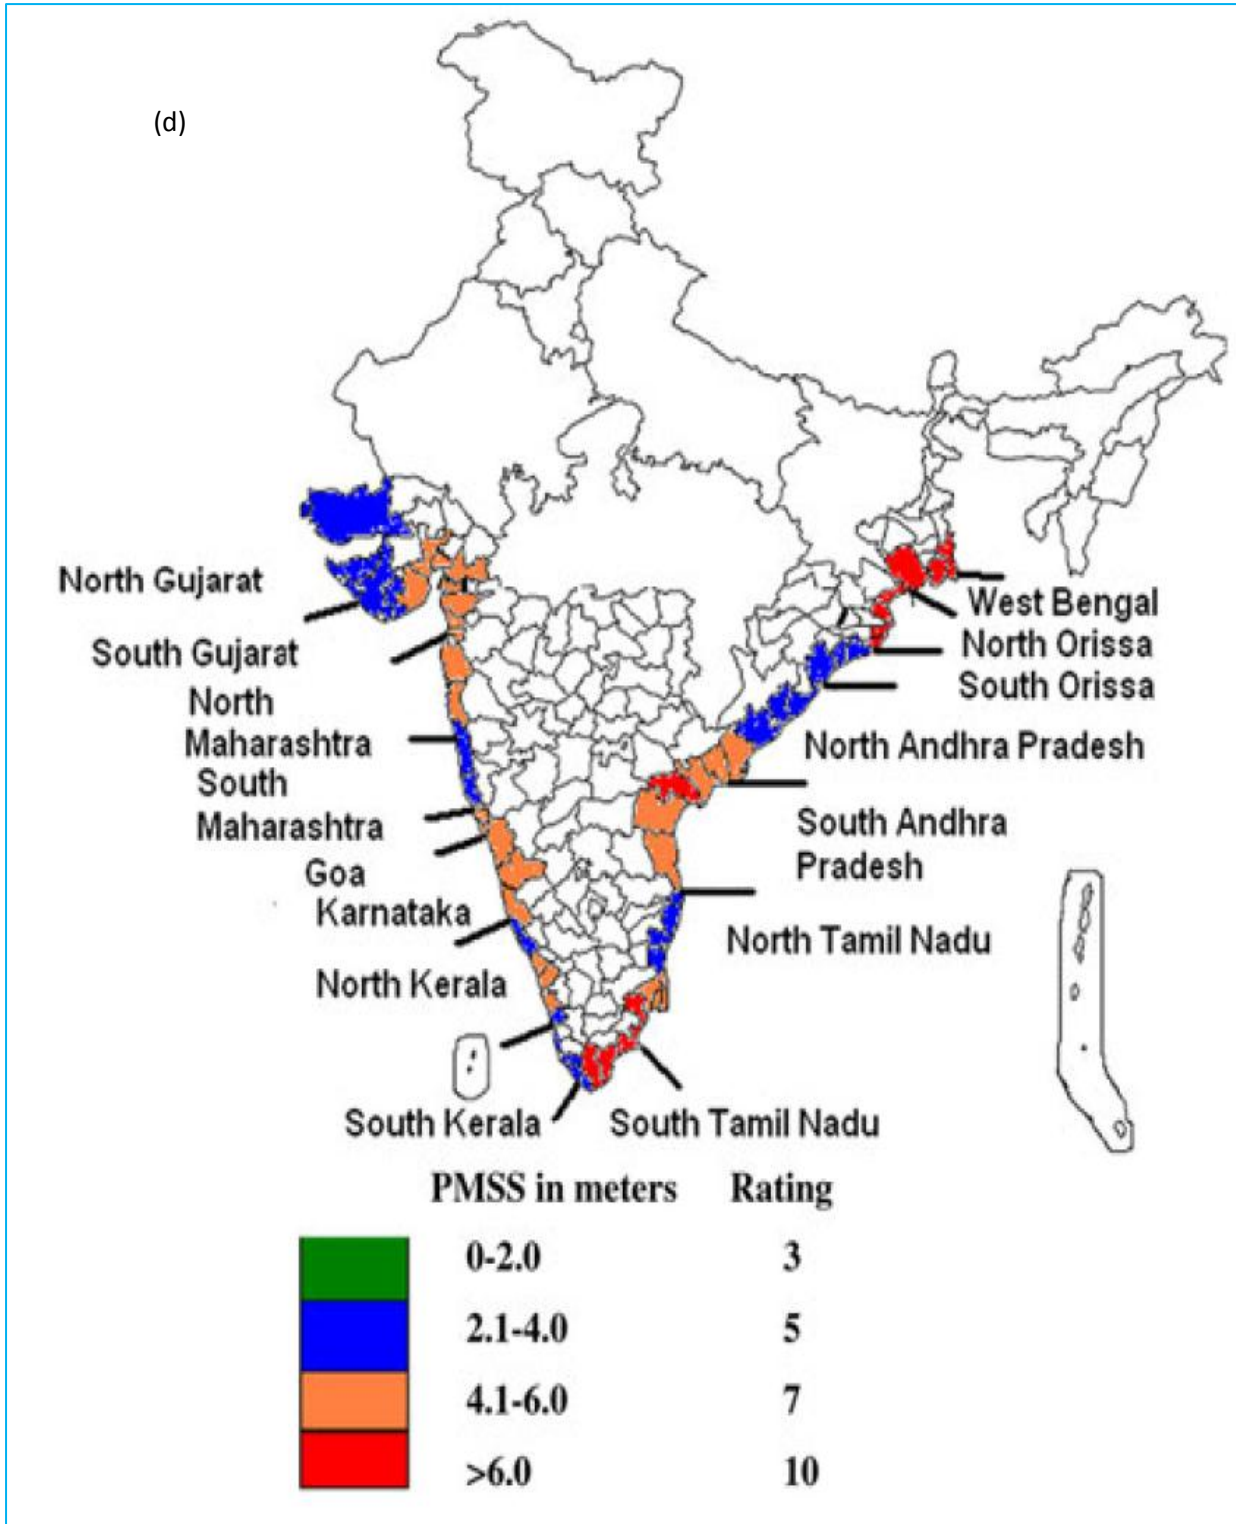 (d)
North Gujarat
South Gujarat
North
Maharashtra
South
Maharashtra
Goa
Karnataka
North Kerala
South Kerala
West Bengal
North Orissa
South Orissa
North Andhra Pradesh
South Andhra
Pradesh
North Tamil Nadu
South Tamil Nadu
PMSS in meters Rating
0-2.0 3
2.1-4.0 5
4.1-6.0 7
>6.0 10